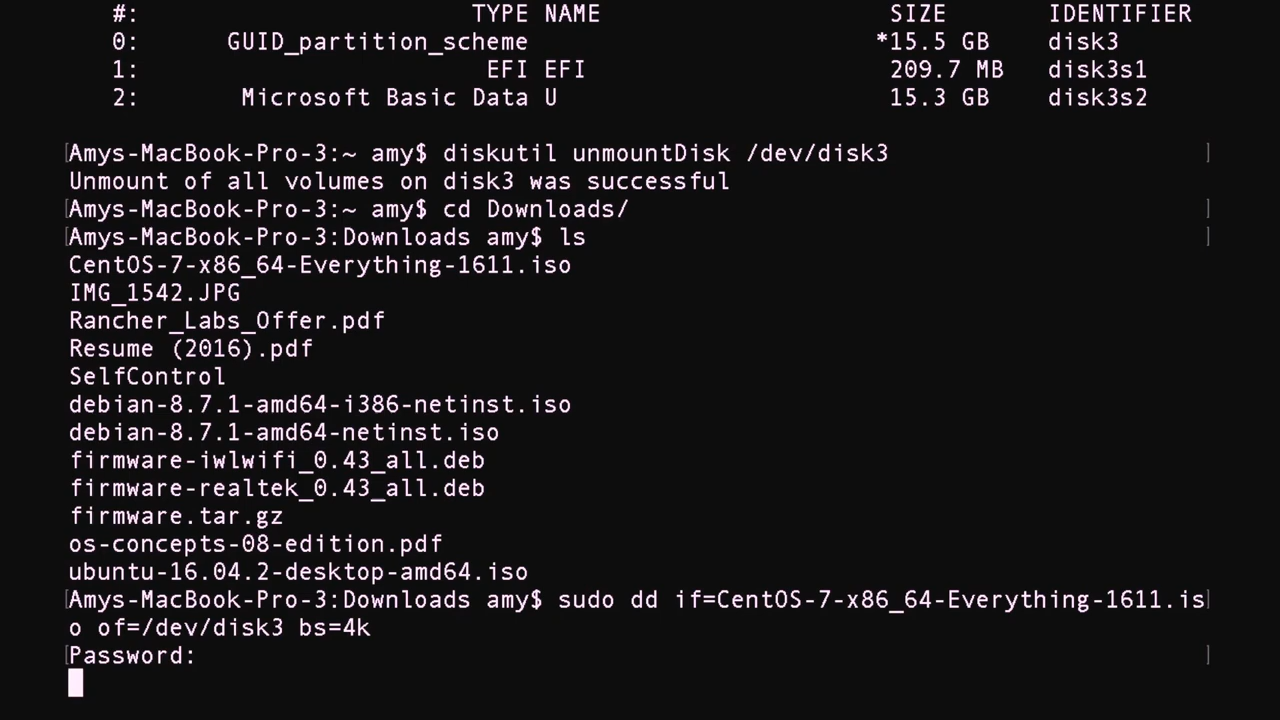 #: TYPE NAME SIZE IDENTIFIER
0: GUID_partition_scheme *15.5 GB disk3
1: EFI EFI 209.7 MB disk3s1
2: Microsoft Basic Data U 15.3 GB disk3s2
[Amys-MacBook-Pro-3:~ amy$ diskutil unmountDisk /dev/disk3 ]
Unmount of all volumes on disk3 was successful
[Amys-MacBook-Pro-3:~ amy$ cd Downloads/ ]
[Amys-MacBook-Pro-3:Downloads amy$ ls ]
CentOS-7-x86_64-Everything-1611.iso
IMG_1542.JPG
Rancher_Labs_Offer.pdf
Resume (2016).pdf
SelfControl
debian-8.7.1-amd64-i386-netinst.iso
debian-8.7.1-amd64-netinst.iso
firmware-iwlwifi_0.43_all.deb
firmware-realtek_0.43_all.deb
firmware.tar.gz
os-concepts-08-edition.pdf
ubuntu-16.04.2-desktop-amd64.iso
[Amys-MacBook-Pro-3:Downloads amy$ sudo dd if=CentOS-7-x86_64-Everything-1611.is]
o of=/dev/disk3 bs=4k
[Password: ]